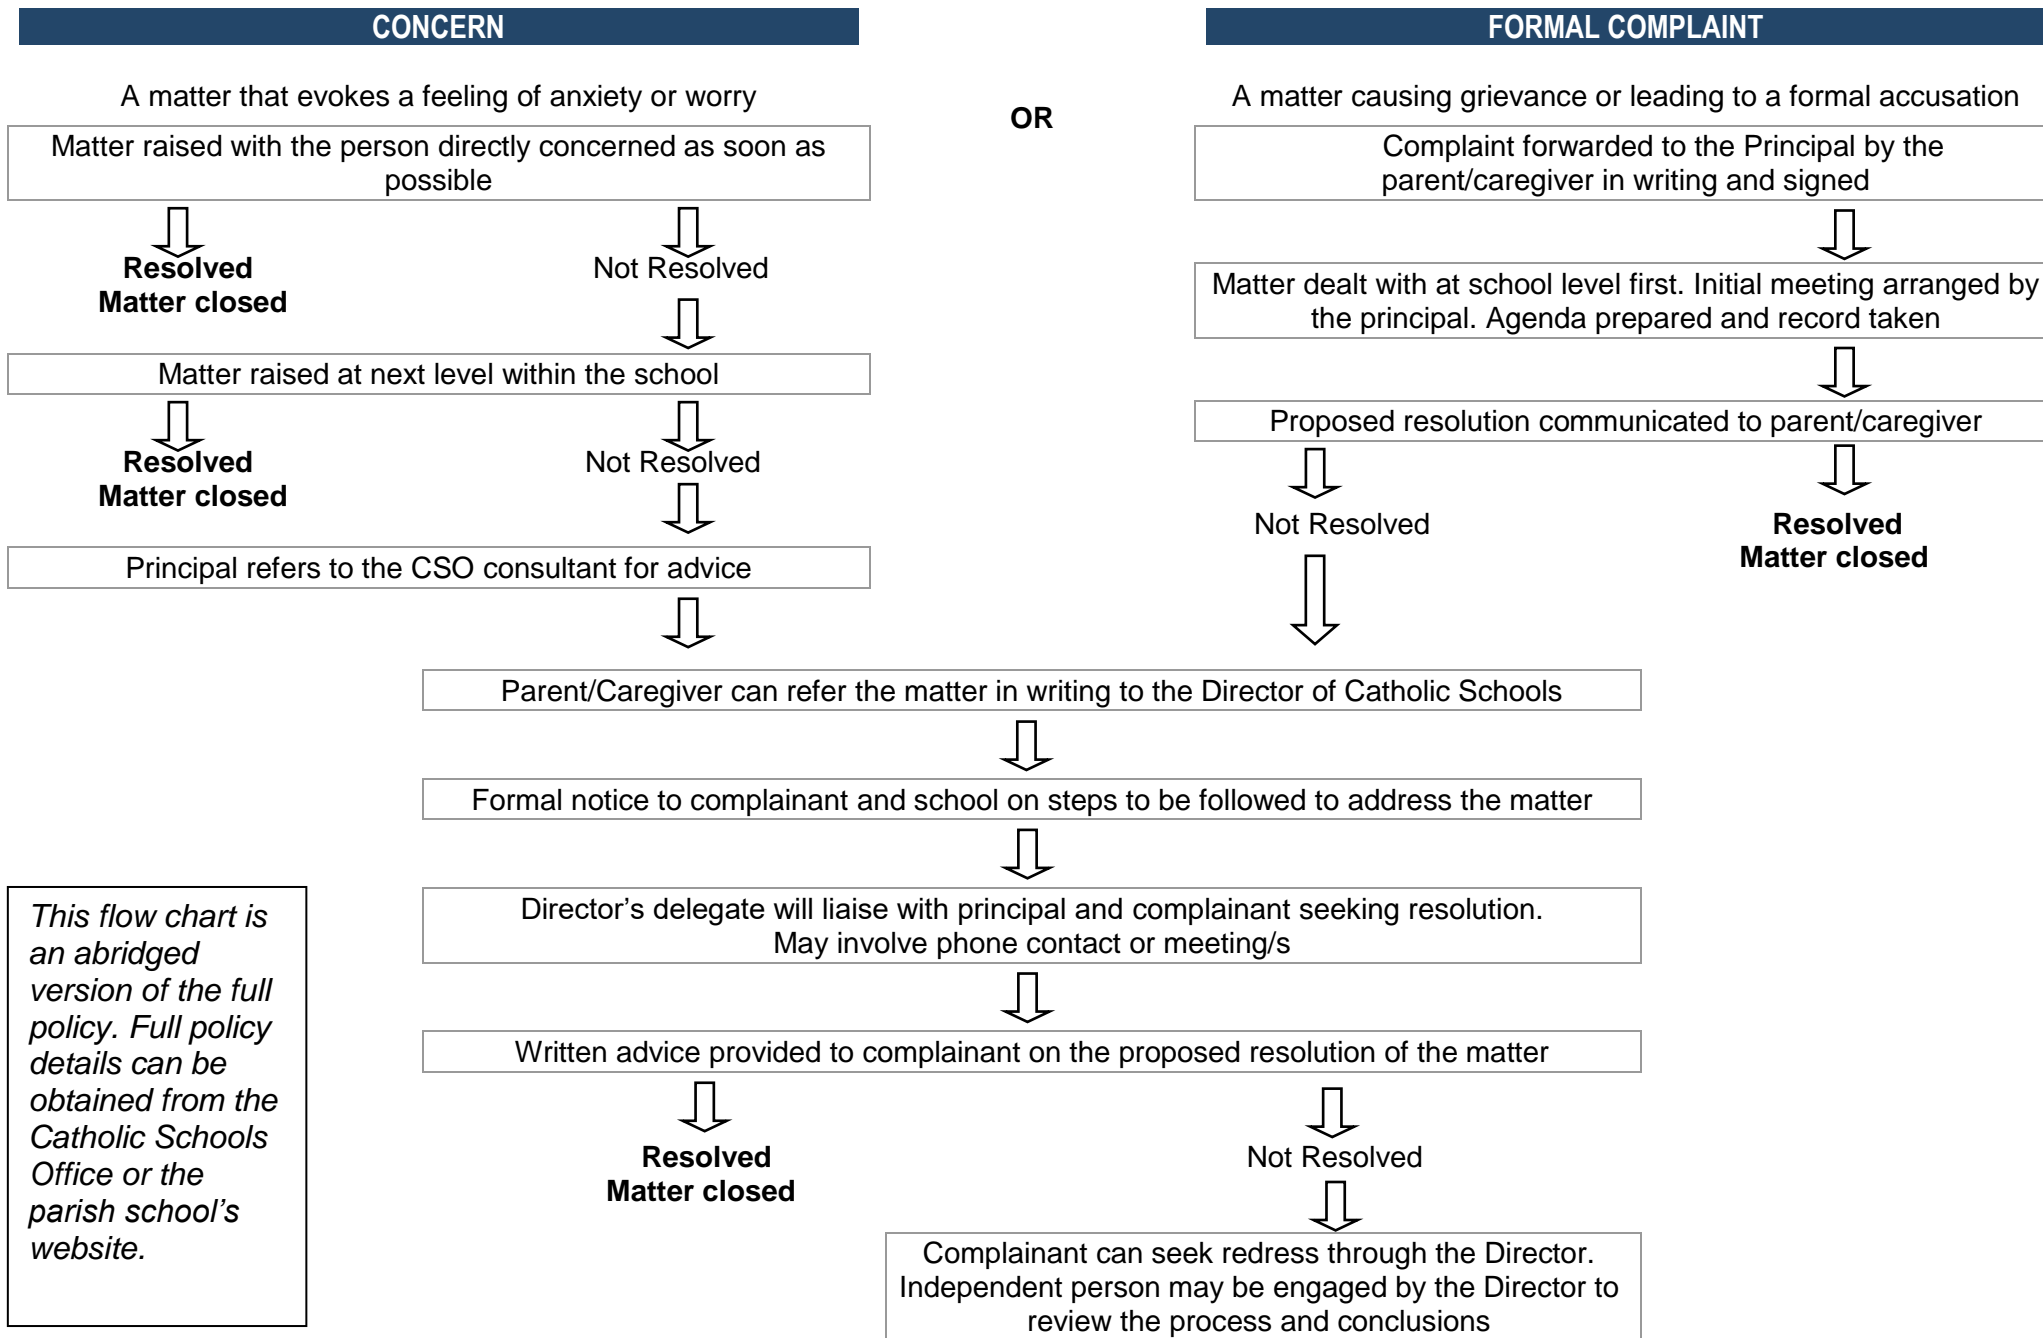 CONCERN
A matter that evokes a feeling of anxiety or worry
Matter raised with the person directly concerned as soon as
possible
Resolved
Matter closed
Not Resolved
Matter raised at next level within the school
Resolved
Matter closed
Not Resolved
Principal refers to the CSO consultant for advice
OR
FORMAL COMPLAINT
A matter causing grievance or leading to a formal accusation
Complaint forwarded to the Principal by the
parent/caregiver in writing and signed
Matter dealt with at school level first. Initial meeting arranged by
the principal. Agenda prepared and record taken
Proposed resolution communicated to parent/caregiver
Not Resolved
Resolved
Matter closed
Parent/Caregiver can refer the matter in writing to the Director of Catholic Schools
Formal notice to complainant and school on steps to be followed to address the matter
Director’s delegate will liaise with principal and complainant seeking resolution.
May involve phone contact or meeting/s
Written advice provided to complainant on the proposed resolution of the matter
Resolved
Matter closed
Not Resolved
Complainant can seek redress through the Director.
Independent person may be engaged by the Director to
review the process and conclusions
This flow chart is
an abridged
version of the full
policy. Full policy
details can be
obtained from the
Catholic Schools
Office or the
parish school’s
website.